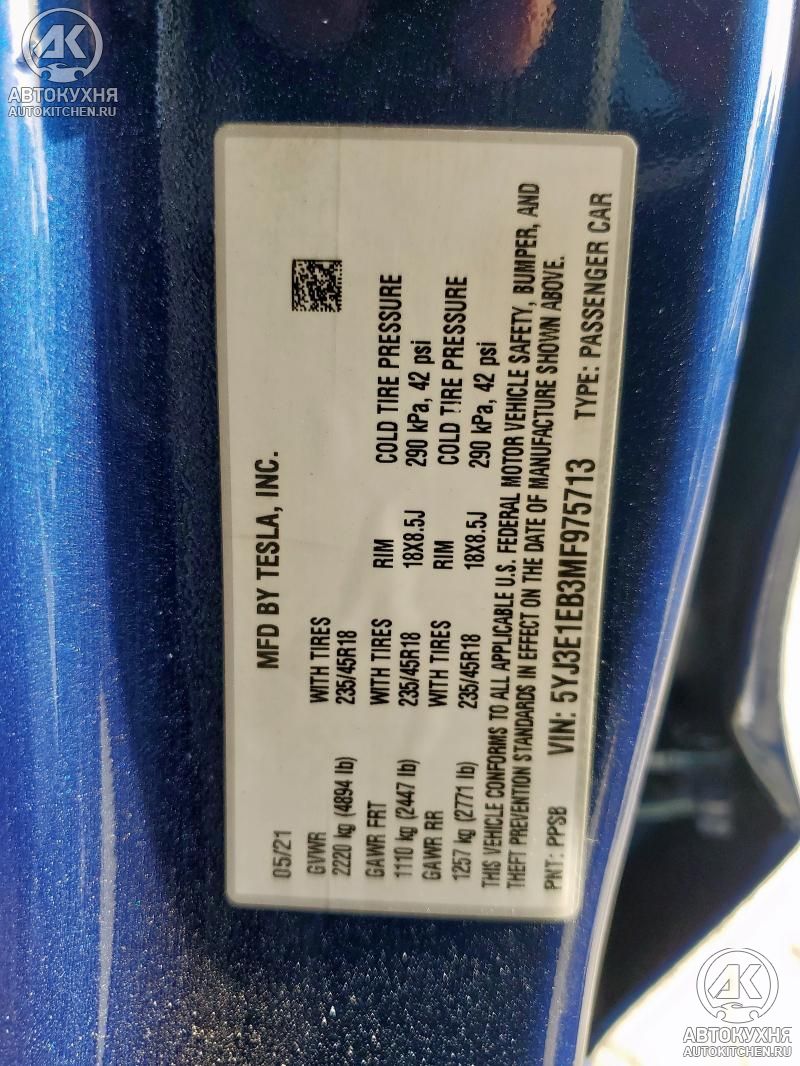 AK
АВТОКУХНЯ
AUTOKITCHEN.RU
MFD BY TESLA, INC.
05/21
GVWR WITH TIRES
2220 kg (4894 lb) 235/45R18
GAWR FRT WITH TIRES RIM COLD TIRE PRESSURE
1110 kg (2447 lb) 235/45R18 18X8.5J 290 kPa, 42 psi
GAWR RR WITH TIRES RIM COLD TIRE PRESSURE
1257 kg (2771 lb) 235/45R18 18X8.5J 290 kPa, 42 psi
THIS VEHICLE CONFORMS TO ALL APPLICABLE U.S. FEDERAL MOTOR VEHICLE SAFETY, BUMPER, AND
THEFT PREVENTION STANDARDS IN EFFECT ON THE DATE OF MANUFACTURE SHOWN ABOVE.
PNT: PPSB VIN: 5YJ3E1EB3MF975713 TYPE: PASSENGER CAR
AK
АВТОКУХНЯ
AUTOKITCHEN.RU